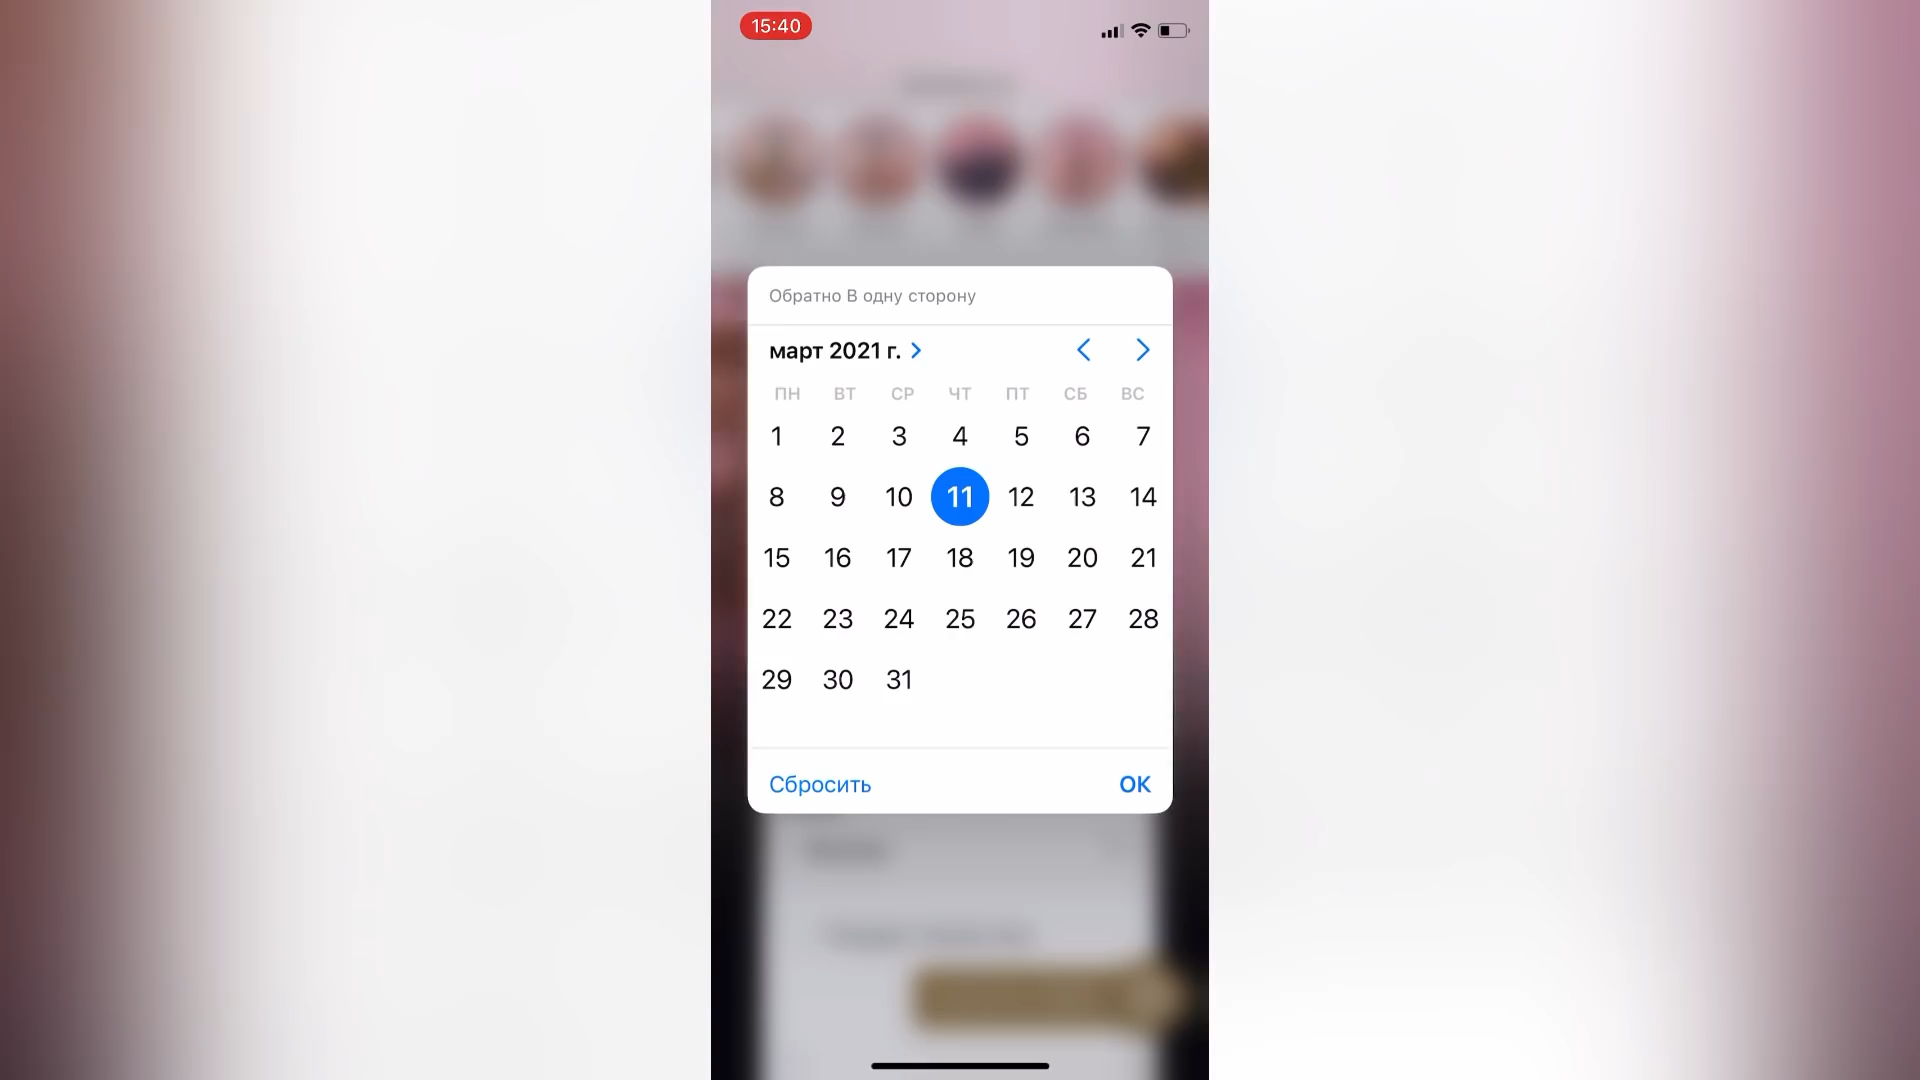 15:40
Обратно В одну сторону
март 2021 г.
ПН ВТ СР ЧТ ПТ СБ ВС
1 2 3 4 5 6 7
8 9 10 11 12 13 14
15 16 17 18 19 20 21
22 23 24 25 26 27 28
29 30 31
Сбросить ОК